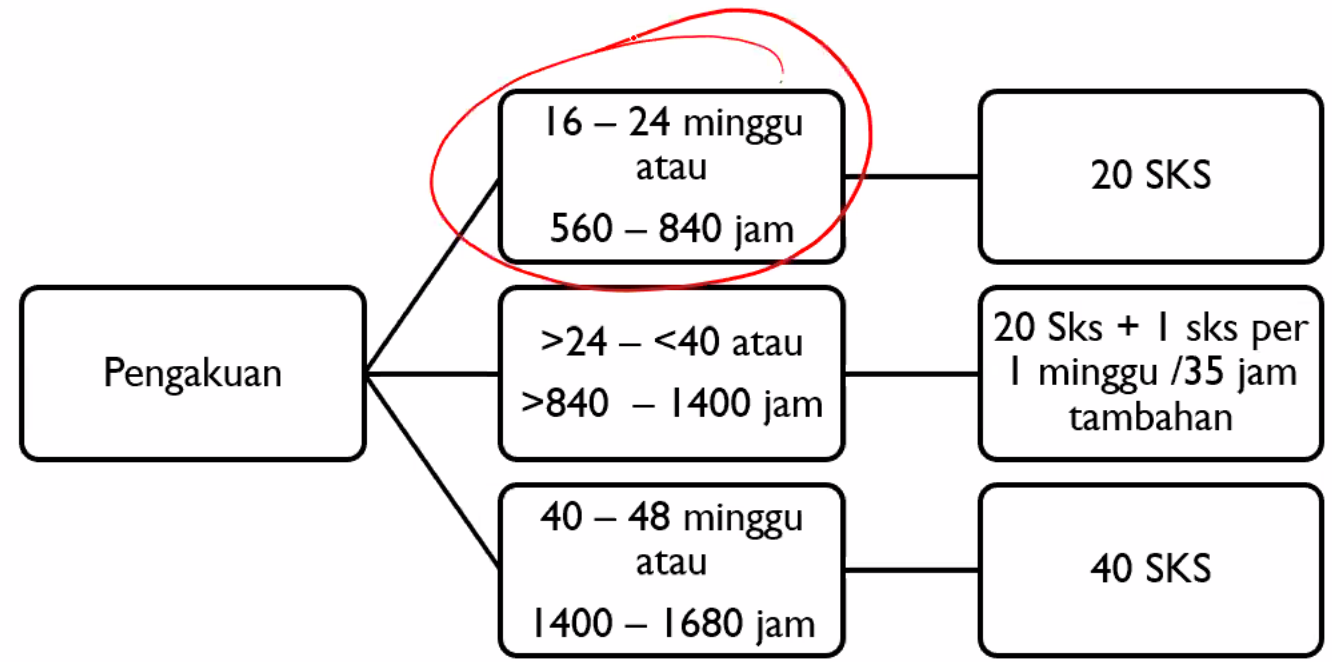 Pengakuan
16 – 24 minggu
atau
560 – 840 jam
20 SKS
>24 – <40 atau
>840 – 1400 jam
20 Sks + 1 sks per
1 minggu /35 jam
tambahan
40 – 48 minggu
atau
1400 – 1680 jam
40 SKS